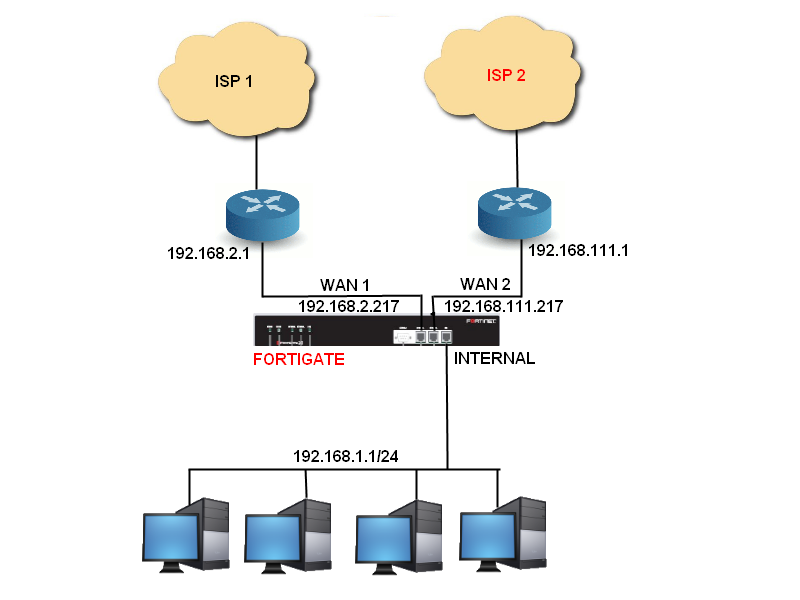 ISP 1
ISP 2
192.168.2.1
192.168.111.1
WAN 1
WAN 2
192.168.2.217
192.168.111.217
FORTINET
FORTIGATE
INTERNAL
192.168.1.1/24